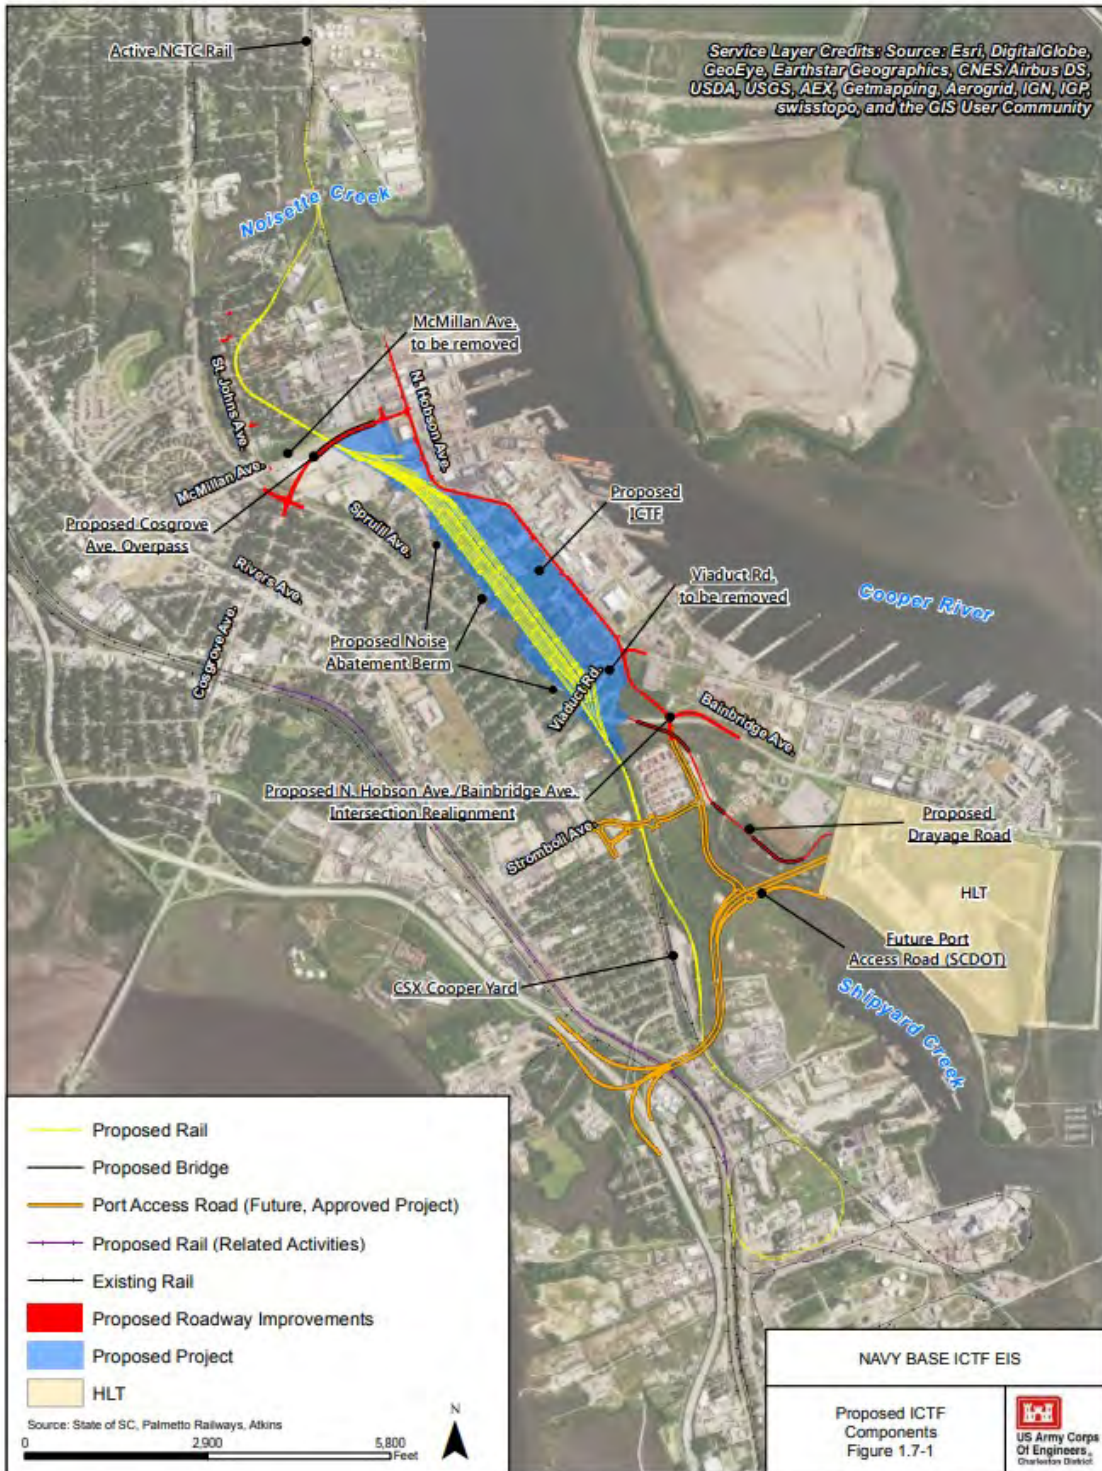 Active NCTC Rail
Service Layer Credits: Source: Esri, DigitalGlobe,
GeoEye, Earthstar Geographics, CNES/Airbus DS,
USDA, USGS, AEX, Getmapping, Aerogrid, IGN, IGP,
swisstopo, and the GIS User Community
Noisette Creek
McMillan Ave.
to be removed
St. Johns Ave.
N. Hobson Ave.
McMillan Ave.
Proposed Cosgrove
Ave. Overpass
Spruill Ave.
Proposed
ICTF
Rivers Ave.
Viaduct Rd.
to be removed
Cooper River
Cosgrove Ave.
Proposed Noise
Abatement Berm
Viaduct Rd.
Bainbridge Ave.
Proposed N. Hobson Ave./Bainbridge Ave.
Intersection Realignment
Stromboli Ave.
Proposed
Drayage Road
HLT
Future Port
Access Road (SCDOT)
CSX Cooper Yard
Shipyard Creek
Proposed Rail
Proposed Bridge
Port Access Road (Future, Approved Project)
Proposed Rail (Related Activities)
Existing Rail
Proposed Roadway Improvements
Proposed Project
HLT
Source: State of SC, Palmetto Railways, Atkins
0 2,900 5,800
Feet
N
NAVY BASE ICTF EIS
Proposed ICTF
Components
Figure 1.7-1
US Army Corps
Of Engineers®
Charleston District